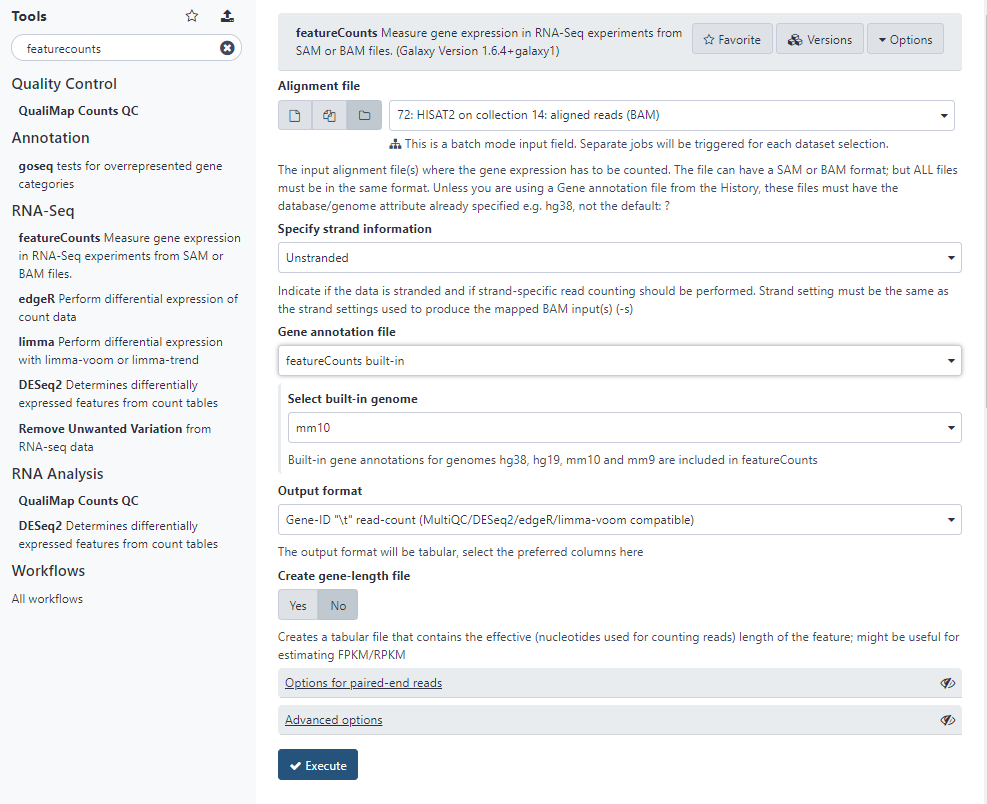 Tools
featurecounts
Quality Control
QualiMap Counts QC
Annotation
goseq tests for overrepresented gene
categories
RNA-Seq
featureCounts Measure gene expression
in RNA-Seq experiments from SAM or
BAM files.
edgeR Perform differential expression of
count data
limma Perform differential expression
with limma-voom or limma-trend
DESeq2 Determines differentially
expressed features from count tables
Remove Unwanted Variation from
RNA-seq data
RNA Analysis
QualiMap Counts QC
DESeq2 Determines differentially
expressed features from count tables
Workflows
All workflows
featureCounts Measure gene expression in RNA-Seq experiments from
SAM or BAM files. (Galaxy Version 1.6.4+galaxy1)
Favorite
Versions
Options
Alignment file
72: HISAT2 on collection 14: aligned reads (BAM)
This is a batch mode input field. Separate jobs will be triggered for each dataset selection.
The input alignment file(s) where the gene expression has to be counted. The file can have a SAM or BAM format; but ALL files
must be in the same format. Unless you are using a Gene annotation file from the History, these files must have the
database/genome attribute already specified e.g. hg38, not the default: ?
Specify strand information
Unstranded
Indicate if the data is stranded and if strand-specific read counting should be performed. Strand setting must be the same as
the strand settings used to produce the mapped BAM input(s) (-s)
Gene annotation file
featureCounts built-in
Select built-in genome
mm10
Built-in gene annotations for genomes hg38, hg19, mm10 and mm9 are included in featureCounts
Output format
Gene-ID "\t" read-count (MultiQC/DESeq2/edgeR/limma-voom compatible)
The output format will be tabular, select the preferred columns here
Create gene-length file
Yes No
Creates a tabular file that contains the effective (nucleotides used for counting reads) length of the feature; might be useful for
estimating FPKM/RPKM
Options for paired-end reads
Advanced options
Execute